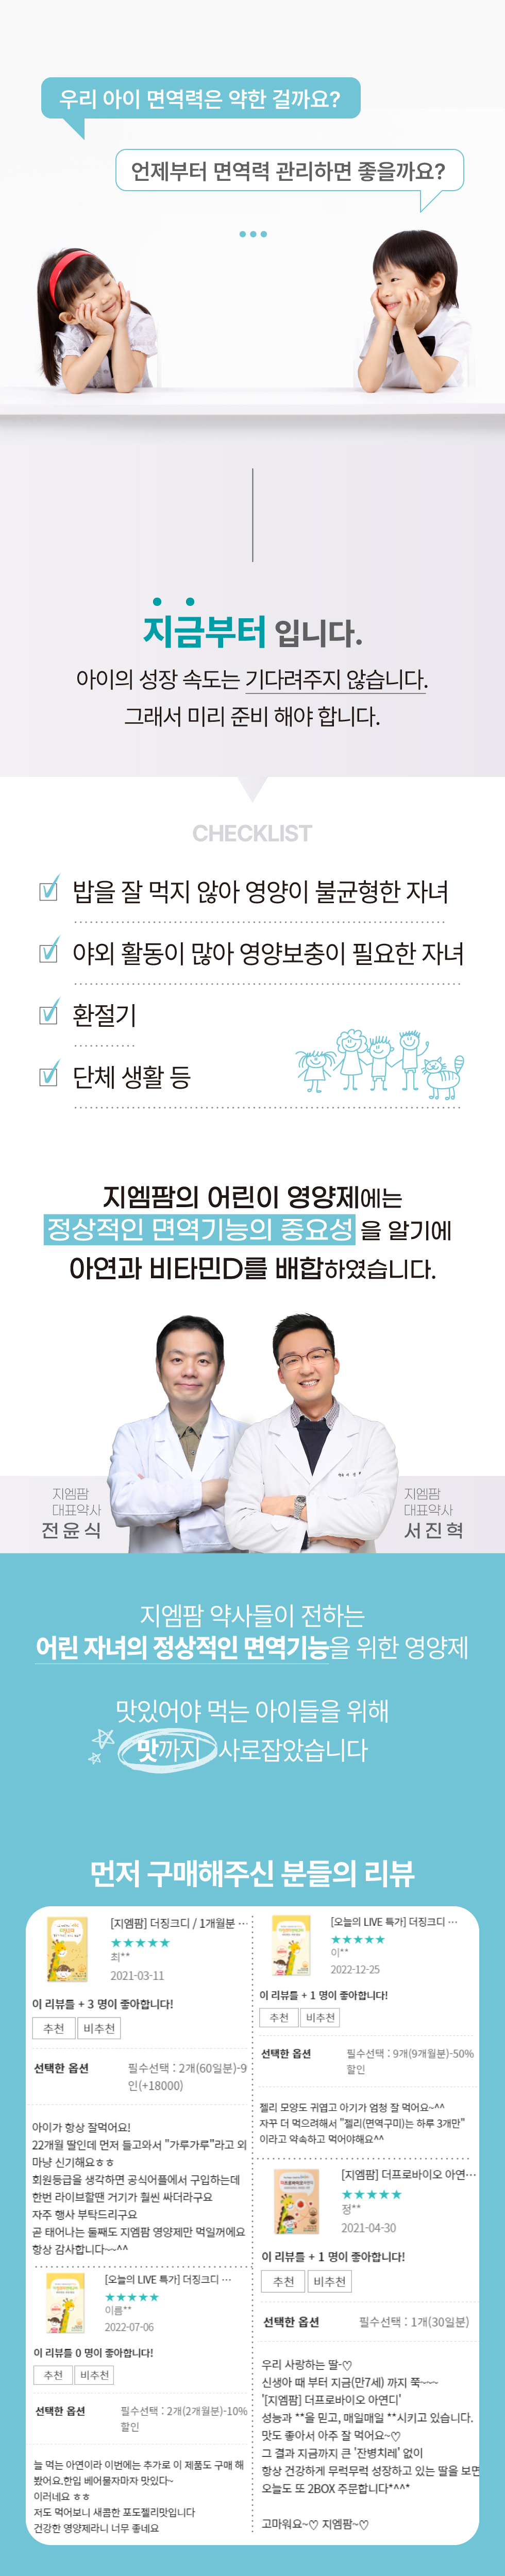 우리 아이 면역력은 약한 걸까요?
언제부터 면역력 관리하면 좋을까요?
지금부터 입니다.
아이의 성장 속도는 기다려주지 않습니다.
그래서 미리 준비 해야 합니다.
CHECKLIST
밥을 잘 먹지 않아 영양이 불균형한 자녀
야외 활동이 많아 영양보충이 필요한 자녀
환절기
단체 생활 등
지엠팜의 어린이 영양제에는
정상적인 면역기능의 중요성 을 알기에
아연과 비타민D를 배합하였습니다.
지엠팜
대표약사
전윤식
지엠팜
대표약사
서진혁
지엠팜 약사들이 전하는
어린 자녀의 정상적인 면역기능을 위한 영양제
맛있어야 먹는 아이들을 위해
맛까지 사로잡았습니다
먼저 구매해주신 분들의 리뷰
[지엠팜] 더징크디 / 1개월분 ···
★★★★★
최**
2021-03-11
이 리뷰를 + 3 명이 좋아합니다!
추천 비추천
선택한 옵션 필수선택 : 2개(60일분)-9
인(+18000)
아이가 항상 잘먹어요!
22개월 말인데 먼저 들고와서 "가루가루"라고 외
마냥 신기해요ㅎㅎ
회원등급을 생각하면 공식어플에서 구입하는데
한번 라이브할땐 거기가 훨씬 싸더라구요
자주 행사 부탁드리구요
곧 태어나는 둘째도 지엠팜 영양제만 먹일꺼에요
항상 감사합니다~~^^
[오늘의 LIVE 특가] 더징크디 ···
★★★★★
이름**
2022-07-06
이 리뷰를 0 명이 좋아합니다!
추천 비추천
선택한 옵션 필수선택 : 2개(2개월분)-10%
할인
늘 먹는 아연이라 이번에는 추가로 이 제품도 구매 해
봤어요.한입 베어물자마자 맛있다~
이러네요 ㅎㅎ
저도 먹어보니 새콤한 포도젤리맛입니다
건강한 영양제라니 너무 좋네요
[오늘의 LIVE 특가] 더징크디 ···
★★★★★
이**
2022-12-25
이 리뷰를 + 1 명이 좋아합니다!
추천 비추천
선택한 옵션 필수선택 : 9개(9개월분)-50%
할인
젤리 모양도 귀엽고 아기가 엄청 잘 먹어요~^^
자꾸 더 먹으려해서 "젤리(면역구미)는 하루 3개만"
이라고 약속하고 먹어야해요^^
[지엠팜] 더프로바이오 아연···
★★★★★
정**
2021-04-30
이 리뷰를 + 1 명이 좋아합니다!
추천 비추천
선택한 옵션 필수선택 : 1개(30일분)
우리 사랑하는 딸-♡
신생아 때 부터 지금(만7세) 까지 쭉~~~
'[지엠팜] 더프로바이오 아연디'
성능과 **을 믿고, 매일매일 **시키고 있습니다.
맛도 좋아서 아주 잘 먹어요~♡
그 결과 지금까지 큰 '잔병치레' 없이
항상 건강하게 무럭무럭 성장하고 있는 딸을 보면
오늘도 또 2BOX 주문합니다*^^*
고마워요~♡ 지엠팜~♡